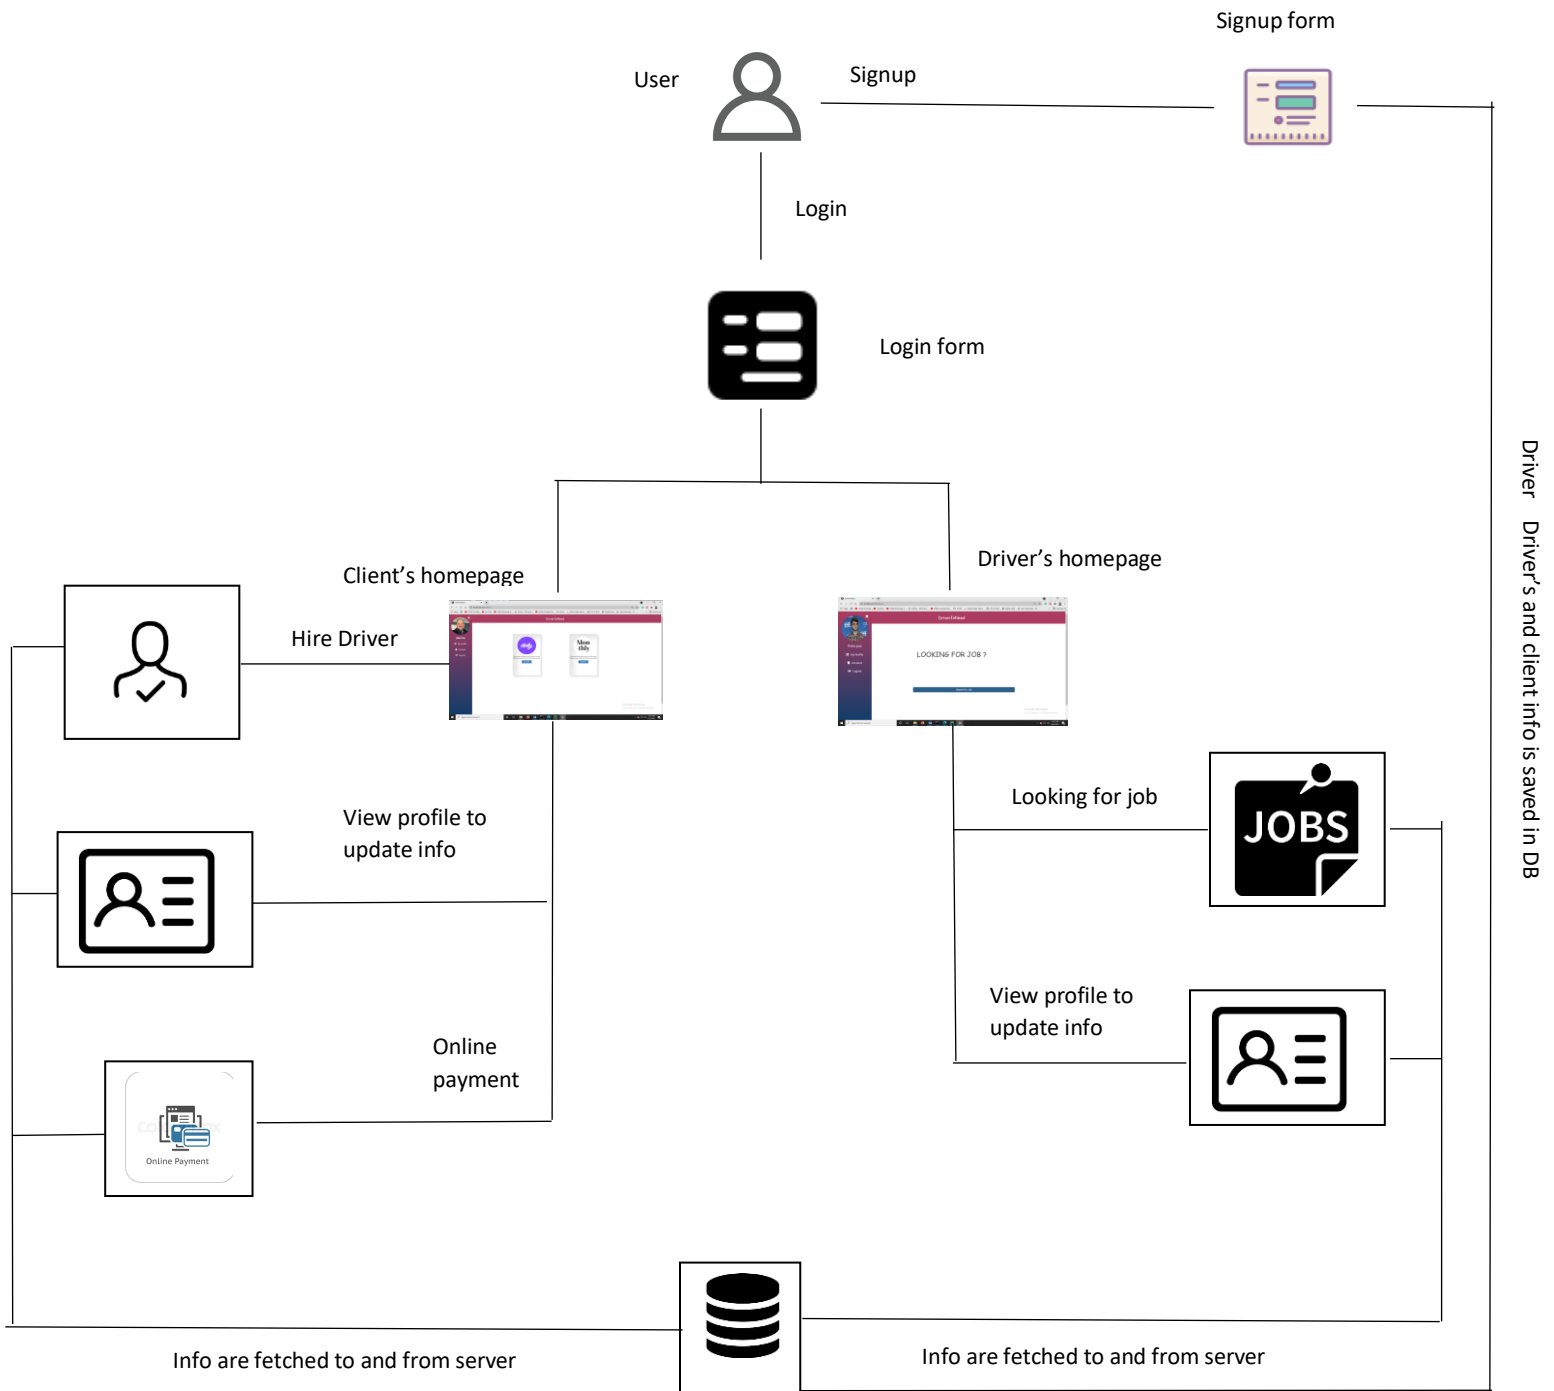 Signup form
User
Signup
Login
Login form
Client's homepage
Driver's homepage
Hire Driver
daily
Mon
thly
LOOKING FOR JOB ?
Looking for job
JOBS
View profile to
update info
View profile to
update info
Online
payment
Online Payment
Driver Driver's and client info is saved in DB
Info are fetched to and from server
Info are fetched to and from server